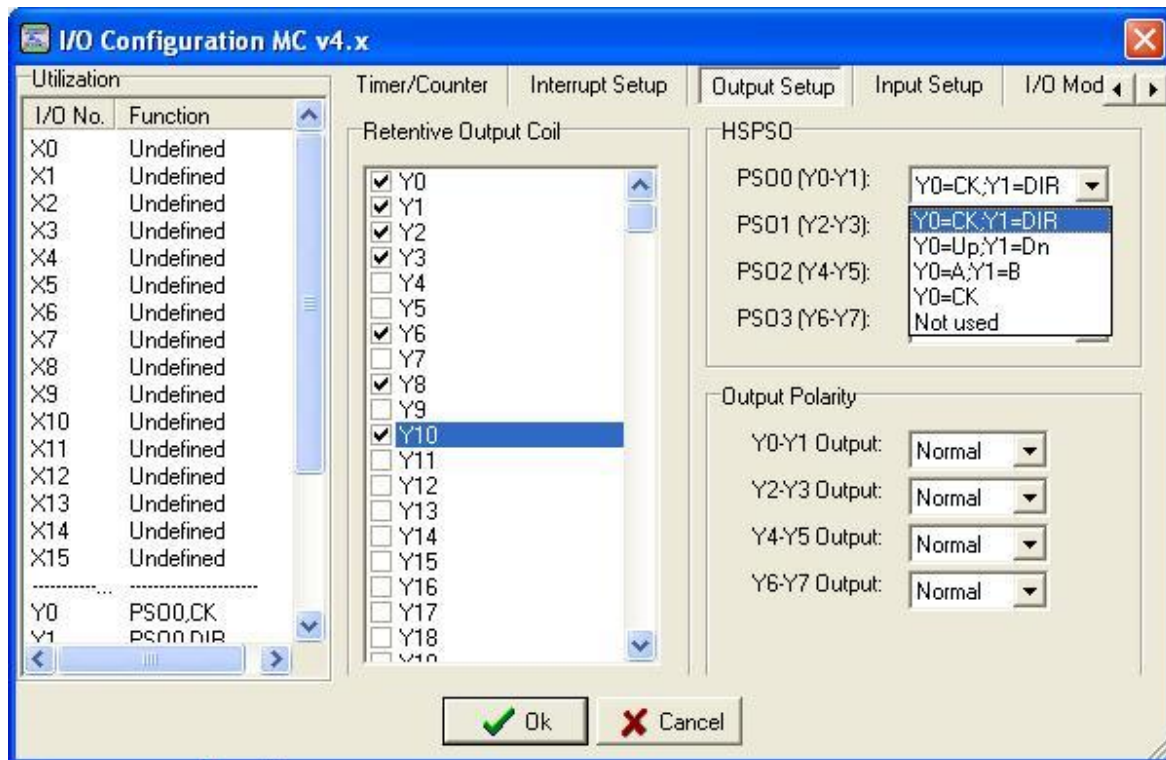 I/O Configuration MC v4.x
Utilization
I/O No. Function
X0 Undefined
X1 Undefined
X2 Undefined
X3 Undefined
X4 Undefined
X5 Undefined
X6 Undefined
X7 Undefined
X8 Undefined
X9 Undefined
X10 Undefined
X11 Undefined
X12 Undefined
X13 Undefined
X14 Undefined
X15 Undefined
-----------... ---------------------
Y0 PSO0,CK
Y1 PSO0,DIR
Timer/Counter Interrupt Setup Output Setup Input Setup I/O Mod
Retentive Output Coil
Y0
Y1
Y2
Y3
Y4
Y5
Y6
Y7
Y8
Y9
Y10
Y11
Y12
Y13
Y14
Y15
Y16
Y17
Y18
Y19
HSPSO
PSO0 (Y0-Y1): Y0=CK;Y1=DIR
PSO1 (Y2-Y3):
PSO2 (Y4-Y5):
PSO3 (Y6-Y7):
Y0=CK;Y1=DIR
Y0=Up;Y1=Dn
Y0=A;Y1=B
Y0=CK
Not used
Output Polarity
Y0-Y1 Output: Normal
Y2-Y3 Output: Normal
Y4-Y5 Output: Normal
Y6-Y7 Output: Normal
Ok Cancel